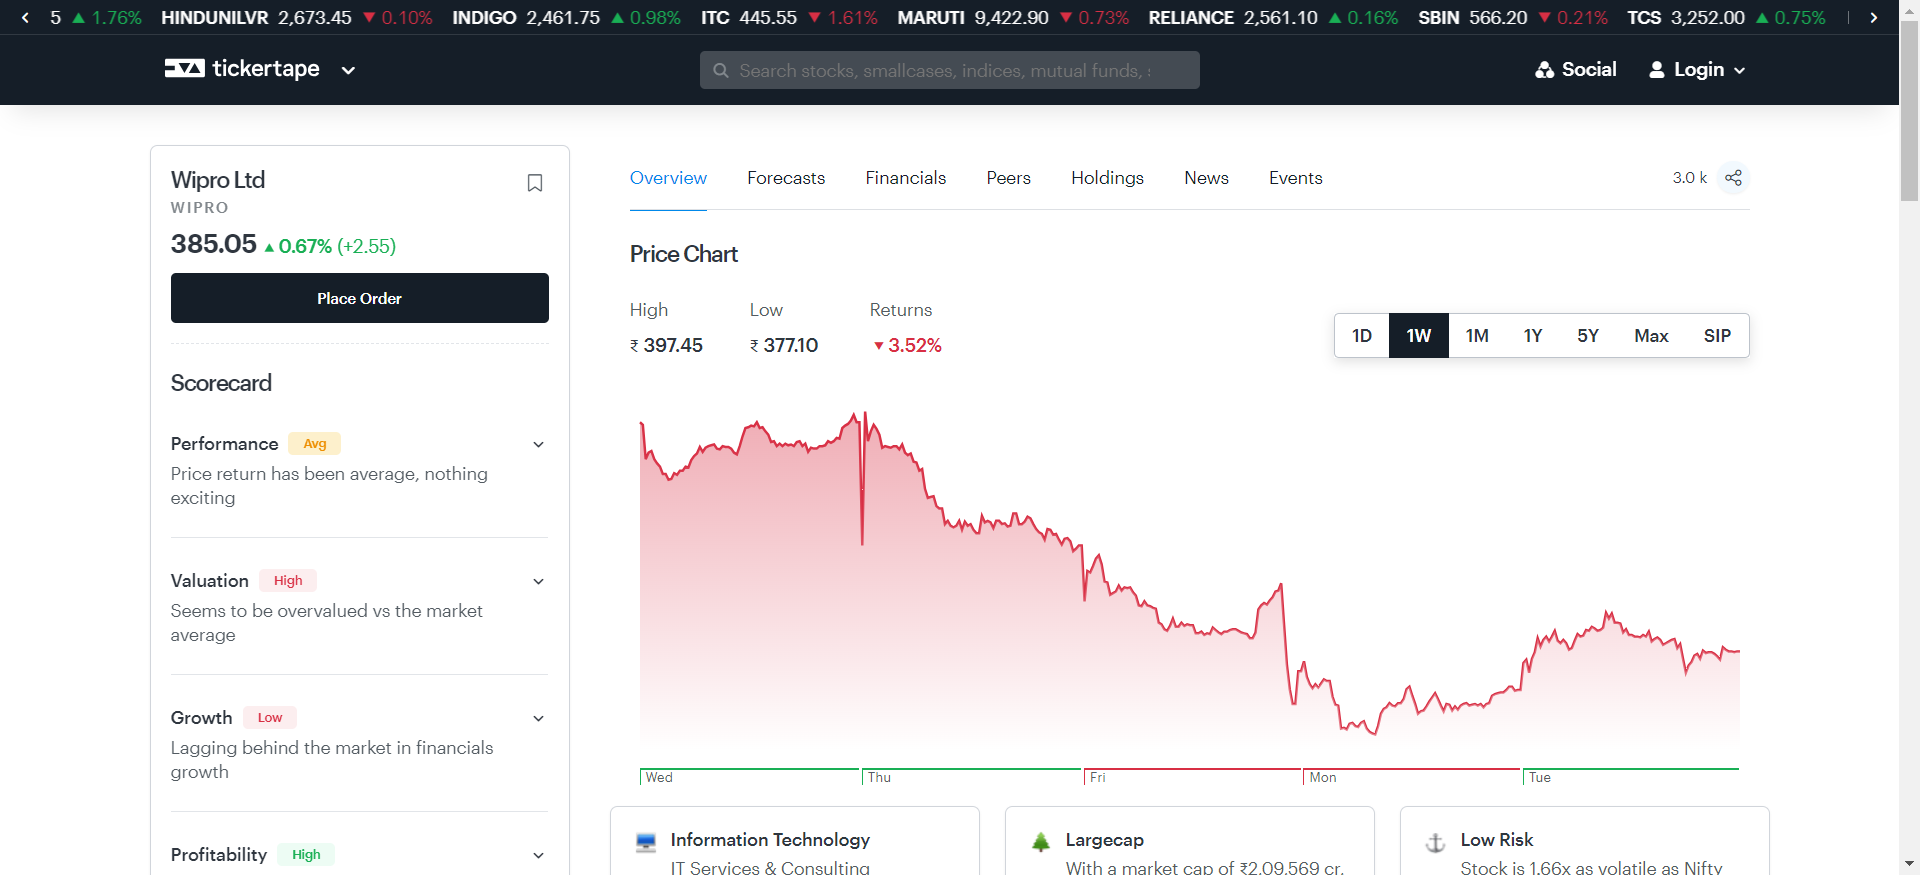 5 ▲ 1.76% HINDUNILVR 2,673.45 ▼ 0.10% INDIGO 2,461.75 ▲ 0.98% ITC 445.55 ▼ 1.61% MARUTI 9,422.90 ▼ 0.73% RELIANCE 2,561.10 ▲ 0.16% SBIN 566.20 ▼ 0.21% TCS 3,252.00 ▲ 0.75%
tickertape
Search stocks, smallcases, indices, mutual funds,
Social
Login
Wipro Ltd
WIPRO
385.05 ▲ 0.67% (+2.55)
Place Order
Scorecard
Performance Avg
Price return has been average, nothing
exciting
Valuation High
Seems to be overvalued vs the market
average
Growth Low
Lagging behind the market in financials
growth
Profitability High
Overview Forecasts Financials Peers Holdings News Events
3.0 k
Price Chart
High Low Returns
₹ 397.45 ₹ 377.10 ▼ 3.52%
1D 1W 1M 1Y 5Y Max SIP
Wed Thu Fri Mon Tue
Information Technology
IT Services & Consulting
Largecap
With a market cap of ₹2,09,569 cr,
Low Risk
Stock is 1.66x as volatile as Nifty